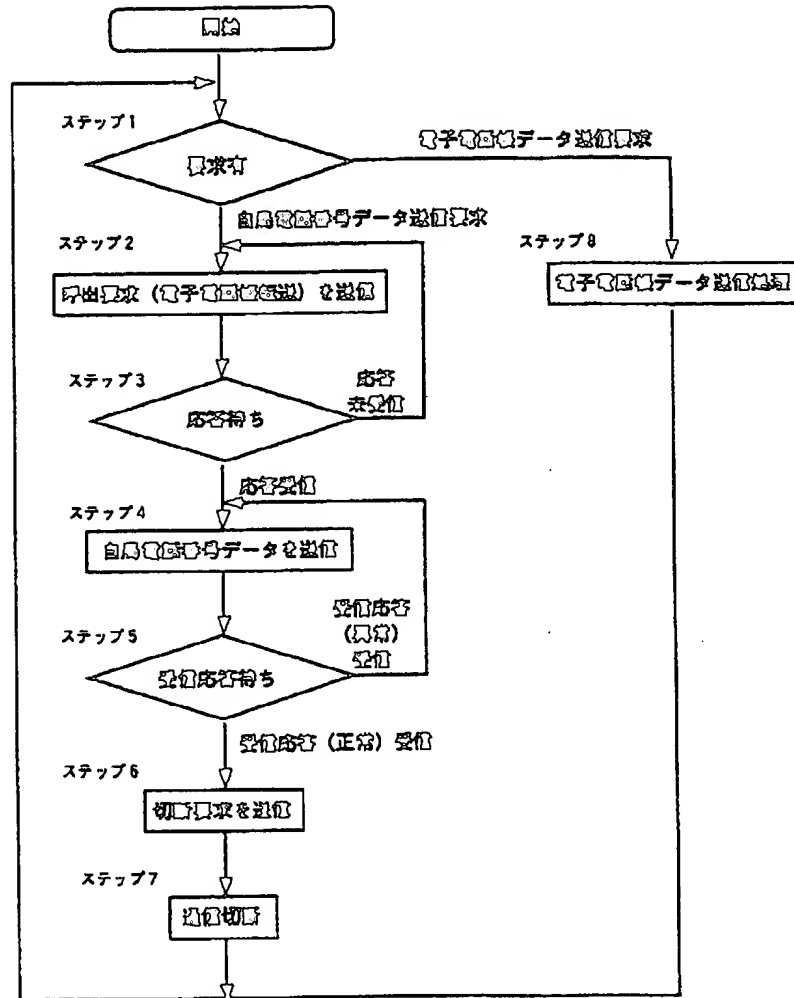 開始
ステップ1
要求有
電子電話帳データ送信要求
自局電話番号データ送信要求
ステップ2
ステップ8
呼出要求（電子電話帳転送）を送信
電子電話帳データ送信処理
ステップ3
応答
未受信
応答待ち
応答受信
ステップ4
自局電話番号データを送信
受信応答
（異常）
受信
ステップ5
受信応答待ち
受信応答（正常）受信
ステップ6
切断要求を送信
ステップ7
通信切断